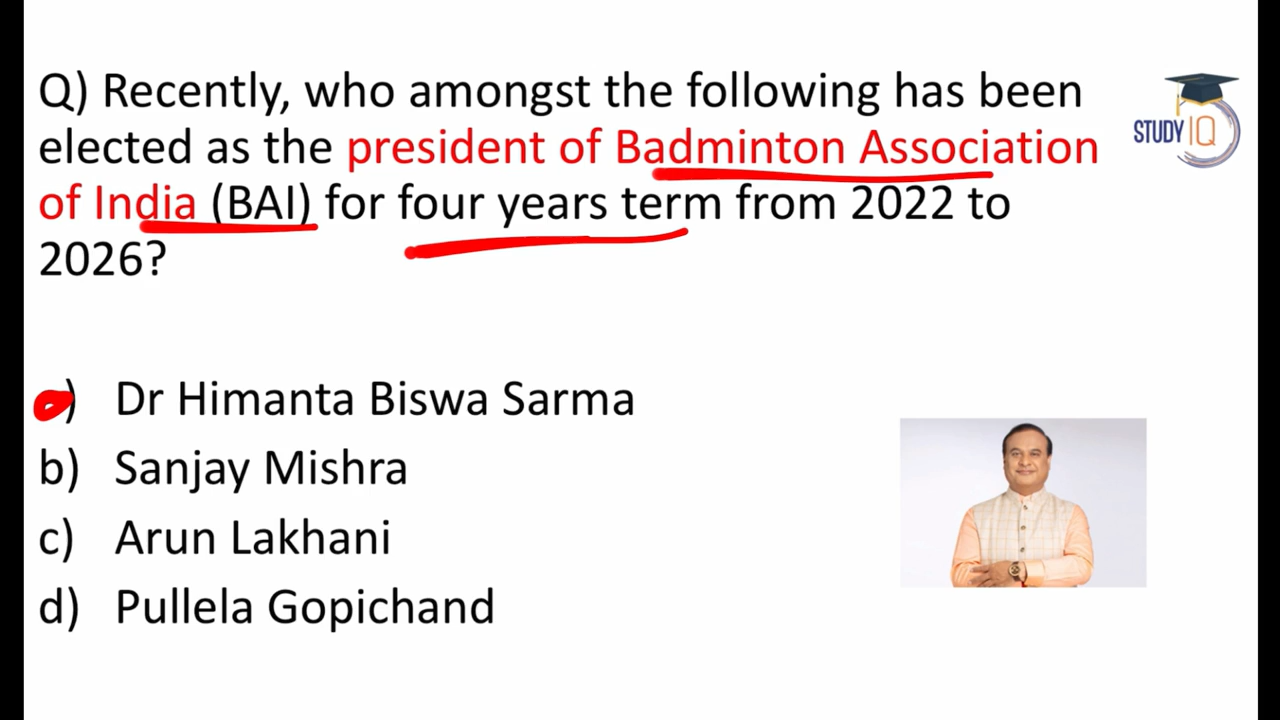 Q) Recently, who amongst the following has been
elected as the president of Badminton Association
of India (BAI) for four years term from 2022 to
2026?
STUDY IQ
) Dr Himanta Biswa Sarma
b) Sanjay Mishra
c) Arun Lakhani
d) Pullela Gopichand